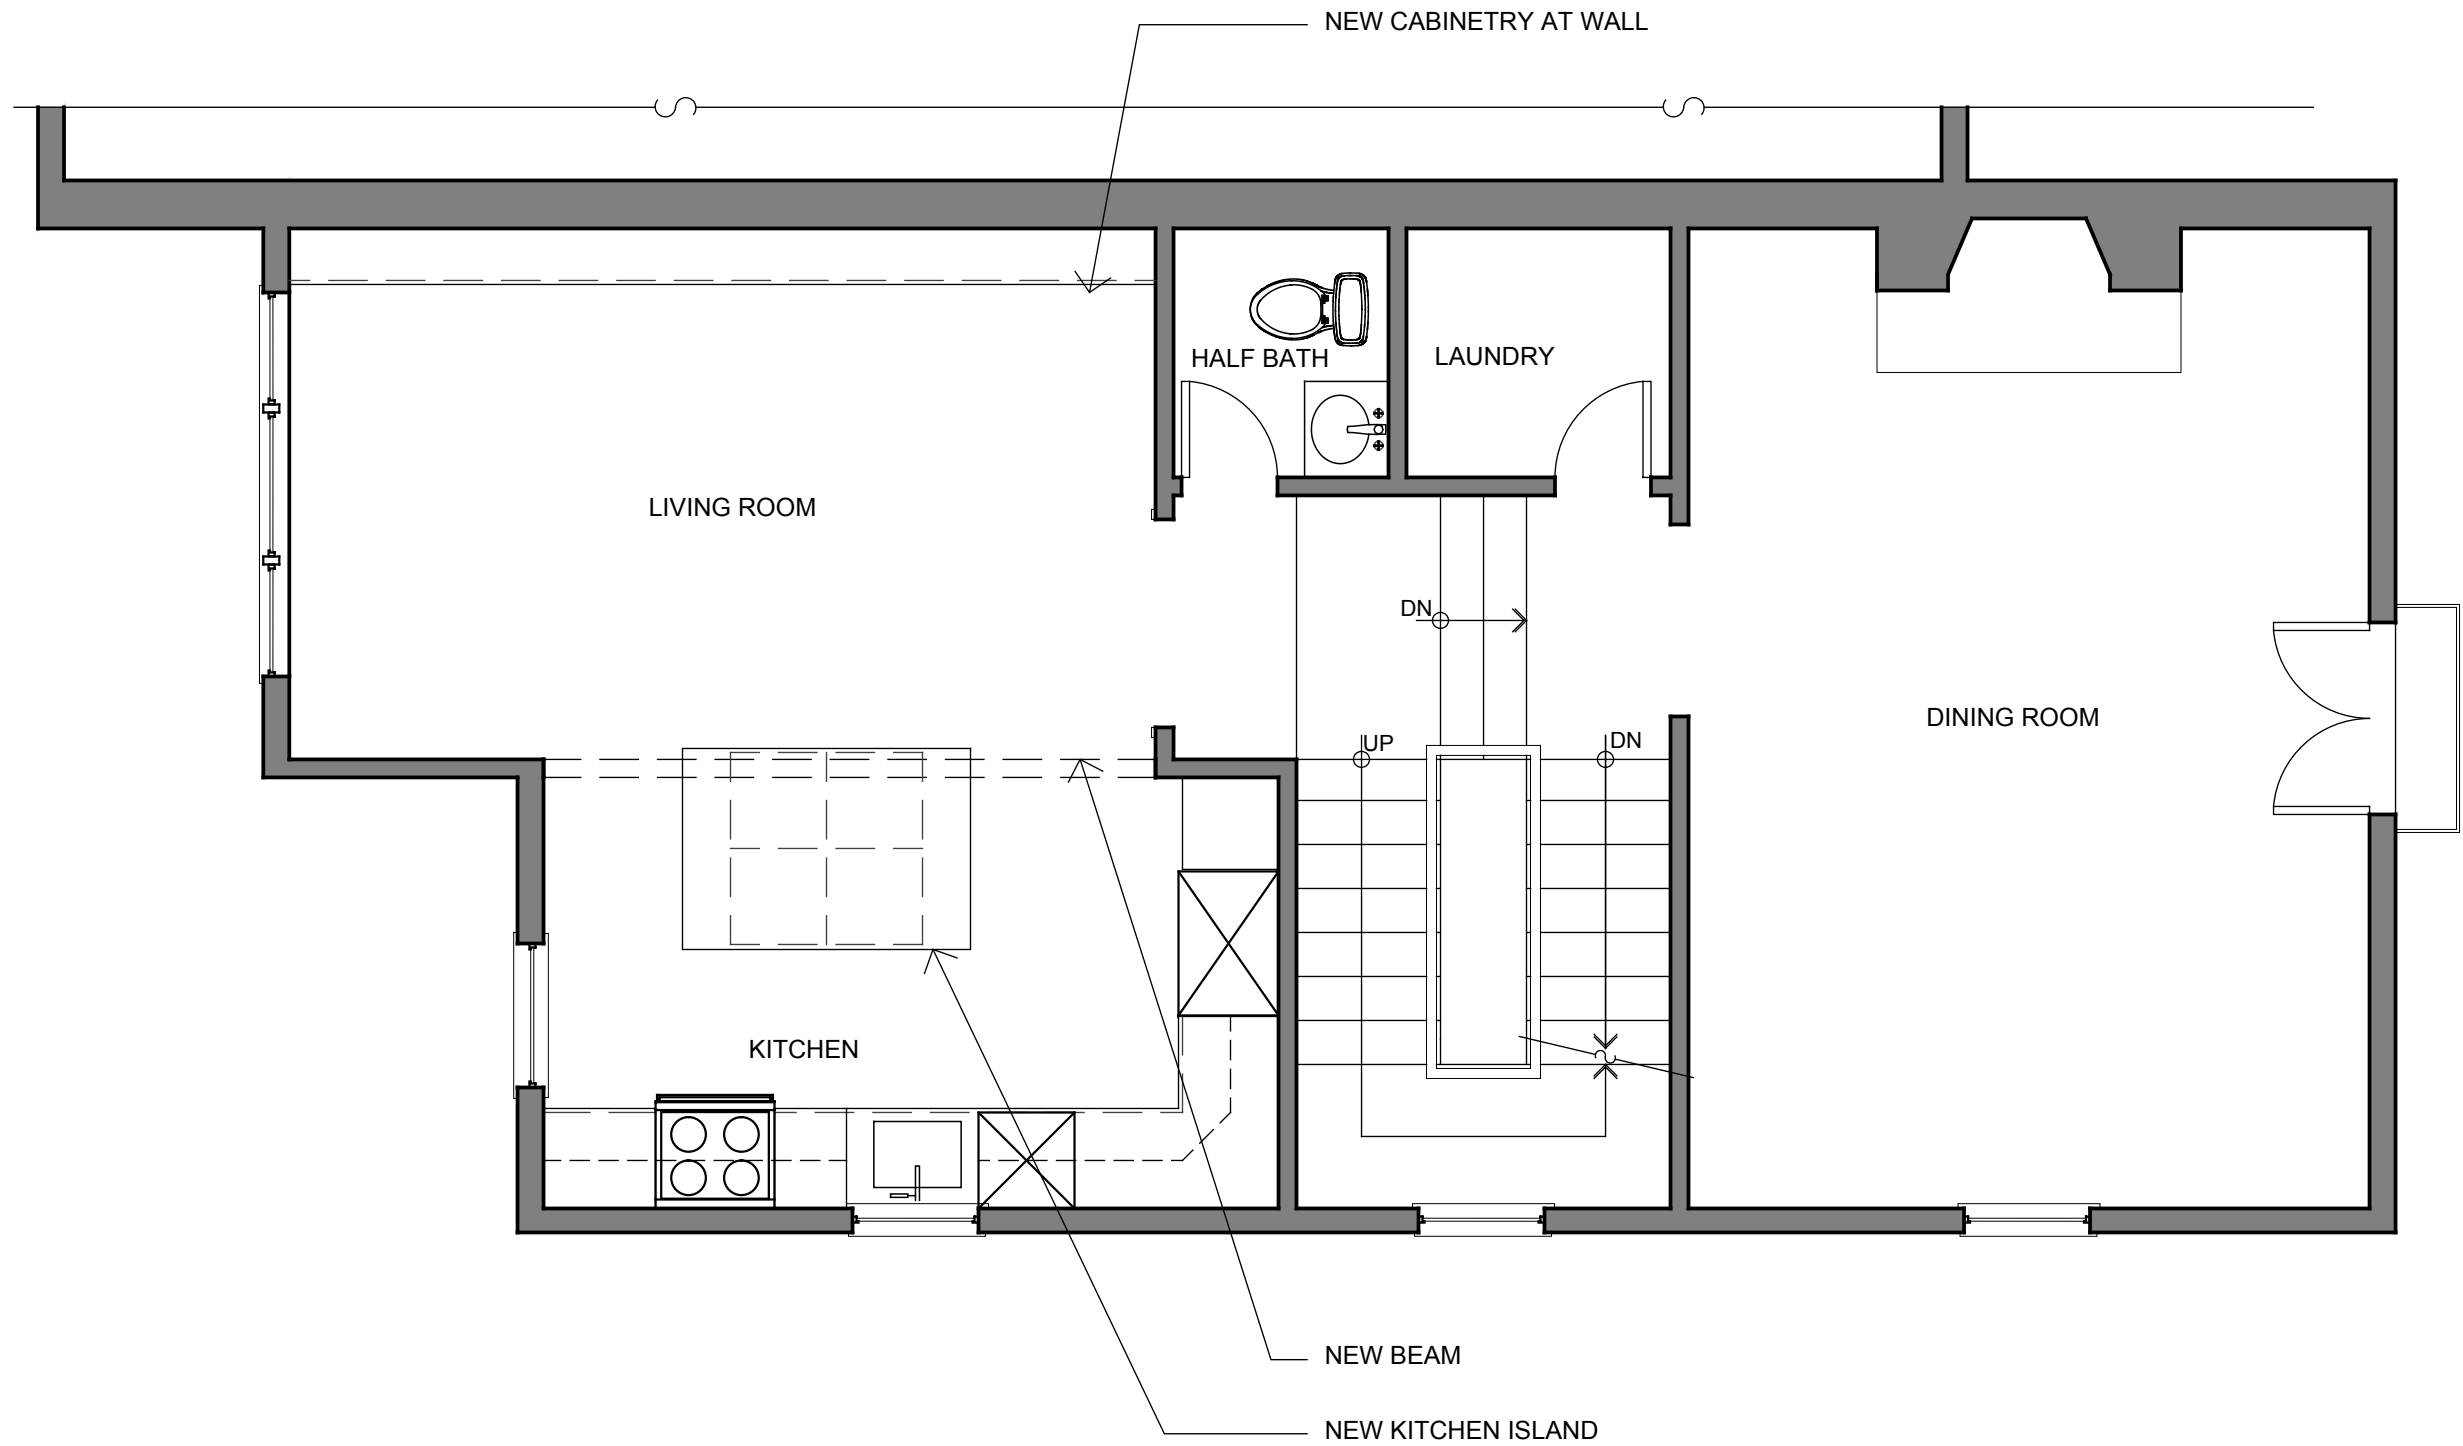 NEW CABINETRY AT WALL
HALF BATH
LAUNDRY
LIVING ROOM
DN
DINING ROOM
UP
DN
KITCHEN
NEW BEAM
NEW KITCHEN ISLAND